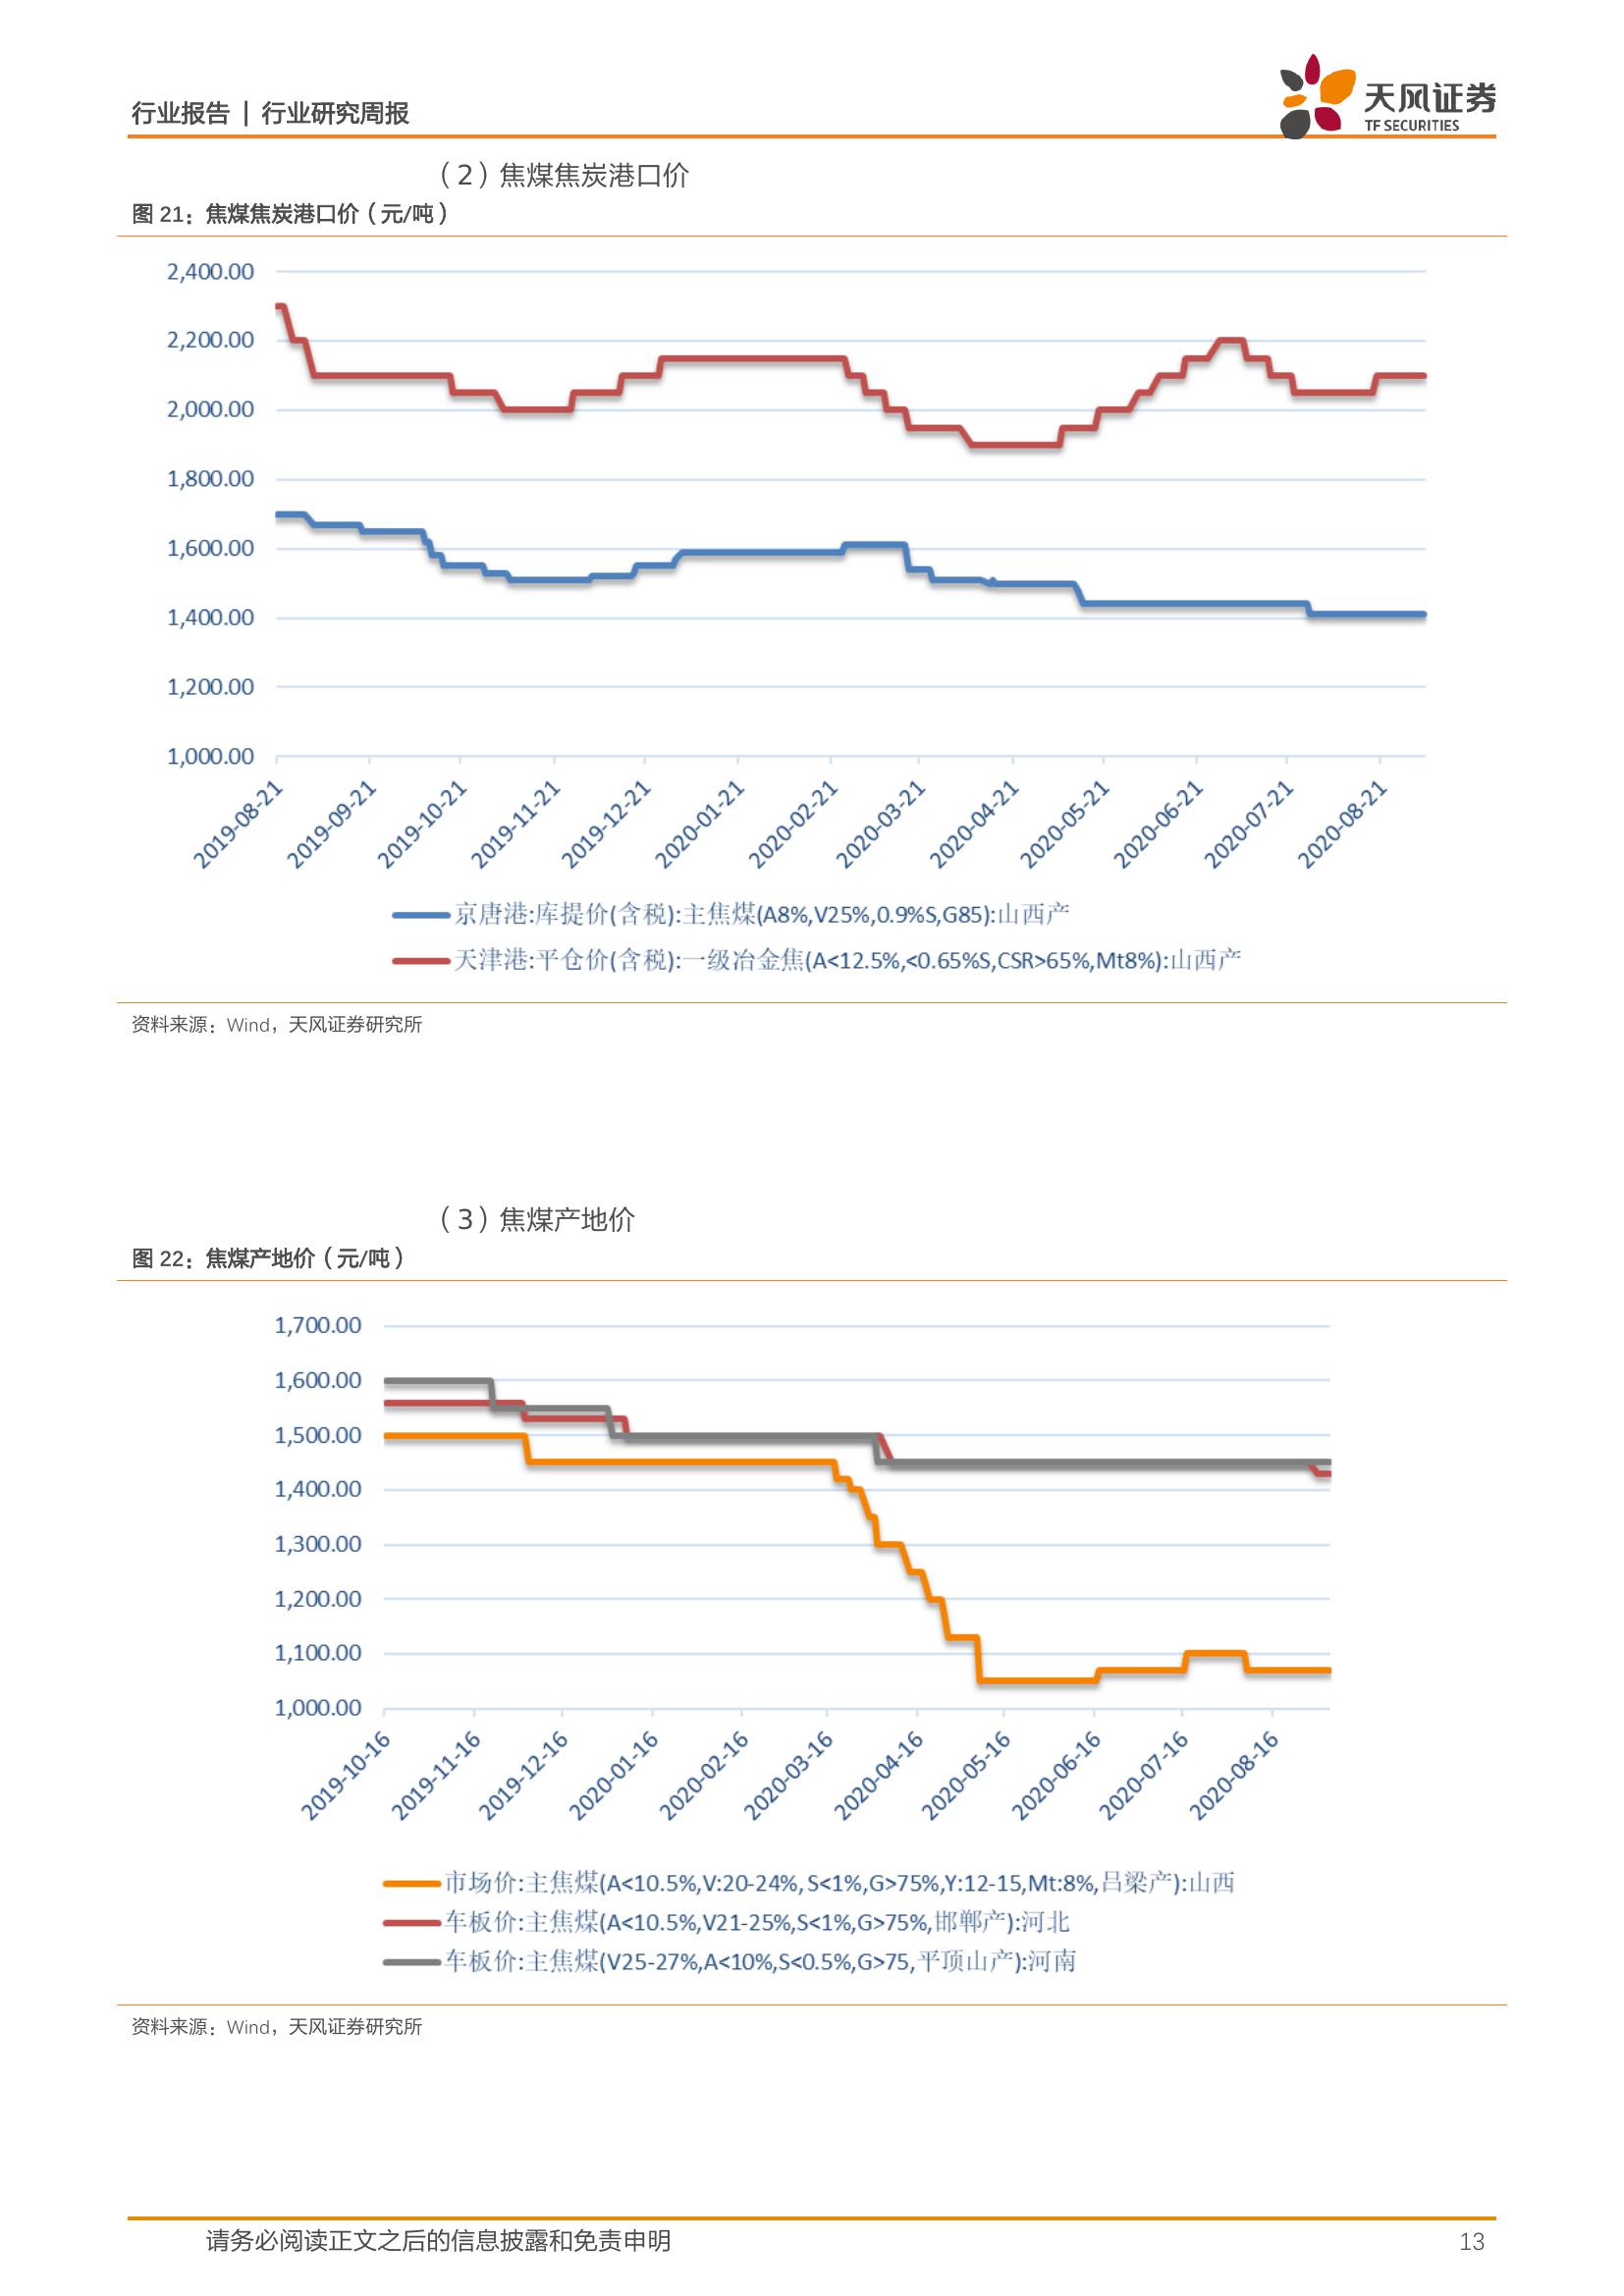 行业报告 | 行业研究周报
天风证券
TF SECURITIES
（2）焦煤焦炭港口价
图 21：焦煤焦炭港口价（元/吨）
2,400.00
2,200.00
2,000.00
1,800.00
1,600.00
1,400.00
1,200.00
1,000.00
2019-08-21
2019-09-21
2019-10-21
2019-11-21
2019-12-21
2020-01-21
2020-02-21
2020-03-21
2020-04-21
2020-05-21
2020-06-21
2020-07-21
2020-08-21
京唐港:库提价(含税):主焦煤(A8%,V25%,0.9%S,G85):山西产
天津港:平仓价(含税):一级冶金焦(A<12.5%,<0.65%S,CSR>65%,Mt8%):山西产
资料来源：Wind，天风证券研究所
（3）焦煤产地价
图 22：焦煤产地价（元/吨）
1,700.00
1,600.00
1,500.00
1,400.00
1,300.00
1,200.00
1,100.00
1,000.00
2019-10-16
2019-11-16
2019-12-16
2020-01-16
2020-02-16
2020-03-16
2020-04-16
2020-05-16
2020-06-16
2020-07-16
2020-08-16
市场价:主焦煤(A<10.5%,V:20-24%,S<1%,G>75%,Y:12-15,Mt:8%,吕梁产):山西
车板价:主焦煤(A<10.5%,V21-25%,S<1%,G>75%,邯郸产):河北
车板价:主焦煤(V25-27%,A<10%,S<0.5%,G>75,平顶山产):河南
资料来源：Wind，天风证券研究所
请务必阅读正文之后的信息披露和免责申明
13